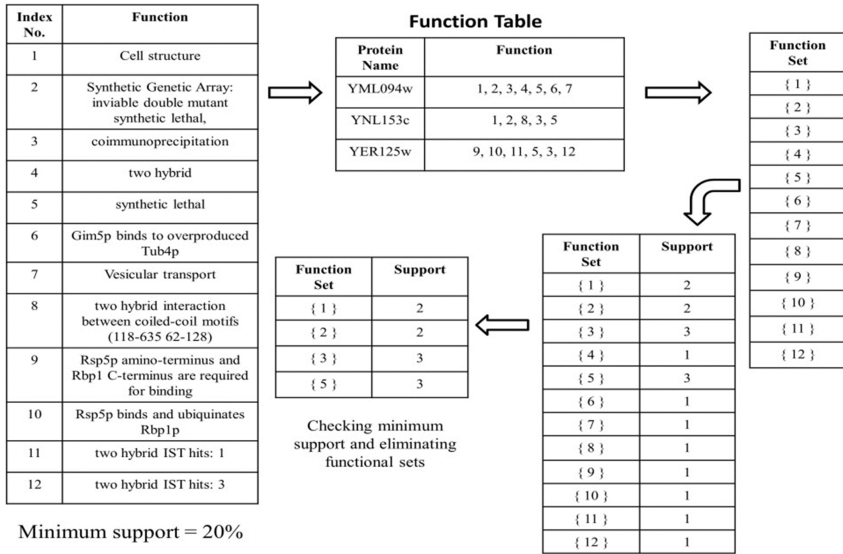 Index No. Function
1 Cell structure
2 Synthetic Genetic Array:
inviable double mutant
synthetic lethal,
3 coimmunoprecipitation
4 two hybrid
5 synthetic lethal
6 Gim5p binds to overproduced
Tub4p
7 Vesicular transport
8 two hybrid interaction
between coiled-coil motifs
(118-635 62-128)
9 Rsp5p amino-terminus and
Rbp1 C-terminus are required
for binding
10 Rsp5p binds and ubiquinates
Rbp1p
11 two hybrid IST hits: 1
12 two hybrid IST hits: 3
Minimum support = 20%
Function Table
Protein Name Function
YML094w 1, 2, 3, 4, 5, 6, 7
YNL153c 1, 2, 8, 3, 5
YER125w 9, 10, 11, 5, 3, 12
Function
Set
{ 1 }
{ 2 }
{ 3 }
{ 4 }
{ 5 }
{ 6 }
{ 7 }
{ 8 }
{ 9 }
{ 10 }
{ 11 }
{ 12 }
Function Set Support
{ 1 } 2
{ 2 } 2
{ 3 } 3
{ 4 } 1
{ 5 } 3
{ 6 } 1
{ 7 } 1
{ 8 } 1
{ 9 } 1
{ 10 } 1
{ 11 } 1
{ 12 } 1
Function Set Support
{ 1 } 2
{ 2 } 2
{ 3 } 3
{ 5 } 3
Checking minimum
support and eliminating
functional sets